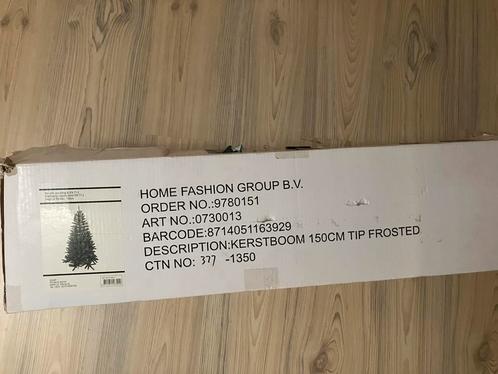 HOME FASHION GROUP B.V.
ORDER NO.:9780151
ART NO.:0730013
BARCODE:8714051163929
DESCRIPTION:KERSTBOOM 150CM TIP FROSTED
CTN NO: 377 -1350